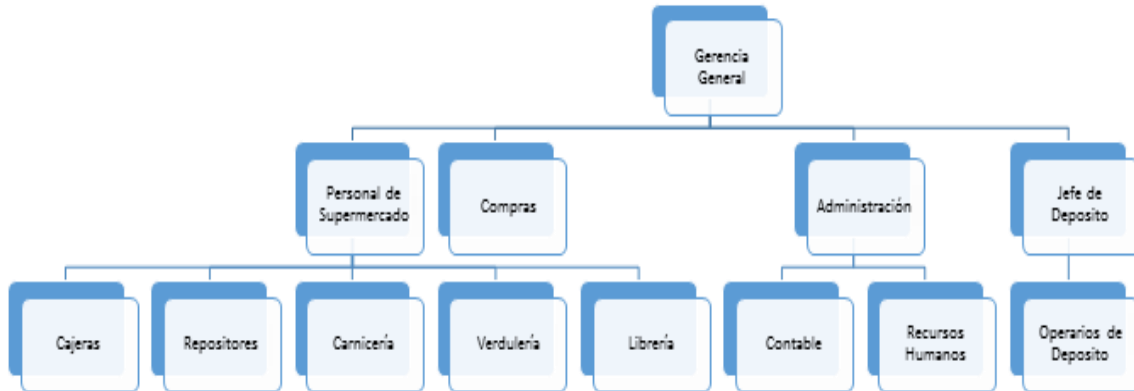 Gerencia
General
Personal de
Supermercado
Compras
Administración
Jefe de
Deposito
Cajeras
Repositores
Carnicería
Verdulería
Librería
Contable
Recursos
Humanos
Operarios de
Deposito